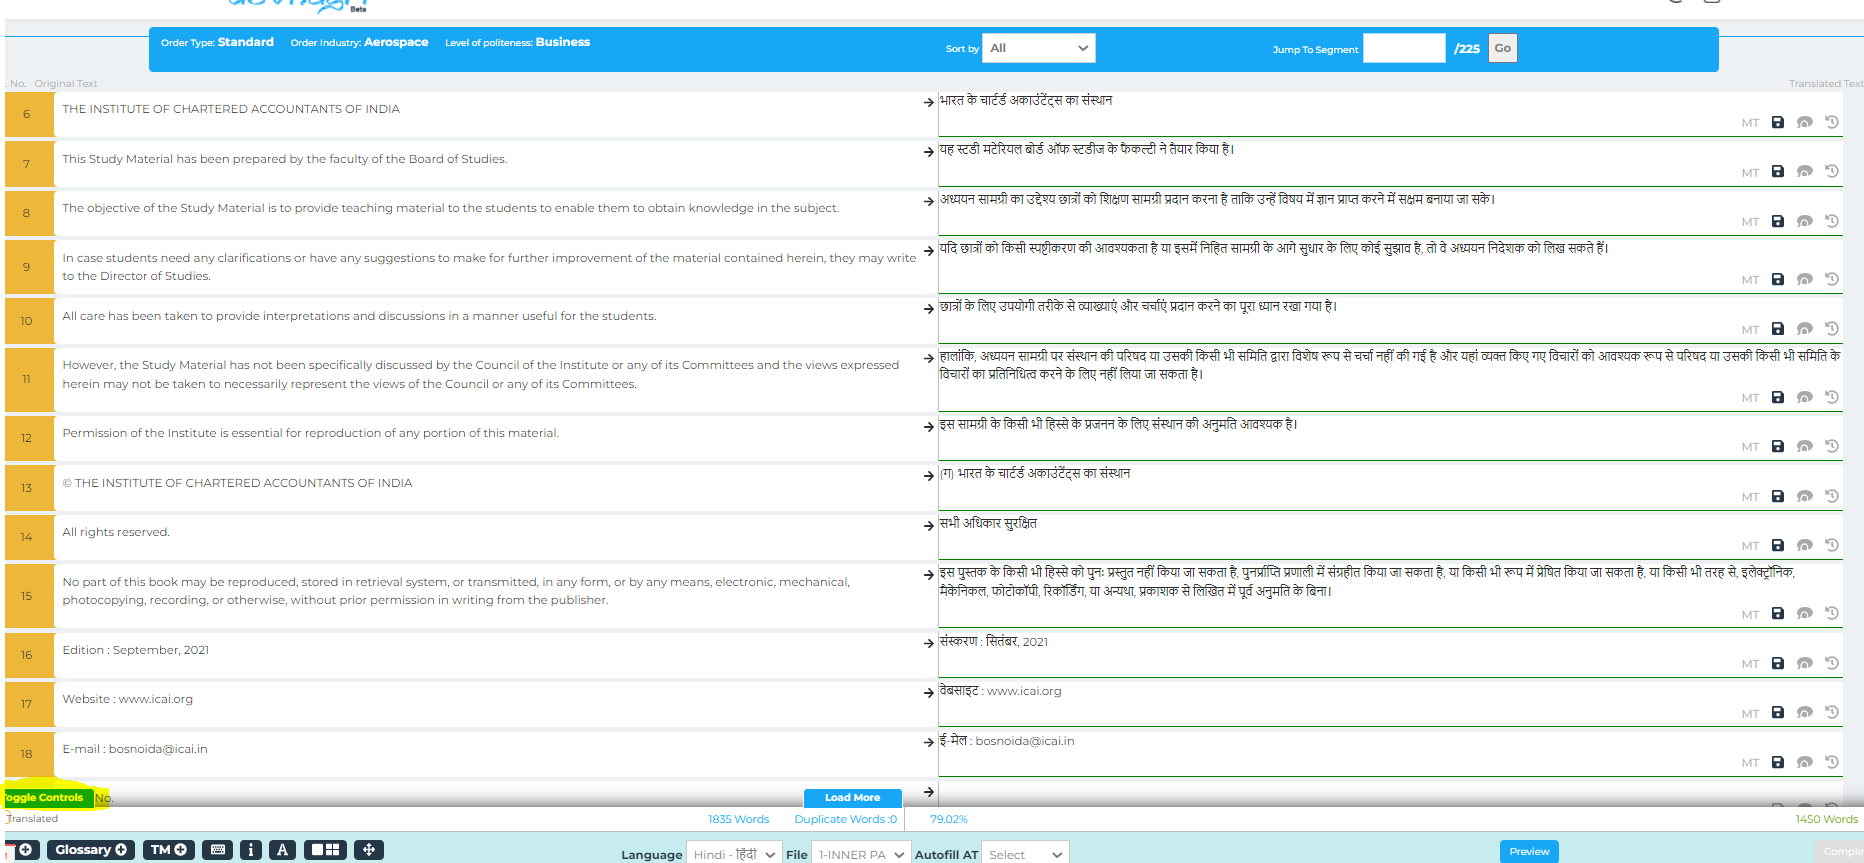 Beta
Order Type: Standard Order Industry: Aerospace Level of politeness: Business Sort by All Jump To Segment /225 Go
. No. Original Text Translated Text
6 THE INSTITUTE OF CHARTERED ACCOUNTANTS OF INDIA → भारत के चार्टर्ड अकाउंटेंट्स का संस्थान
MT
7 This Study Material has been prepared by the faculty of the Board of Studies. → यह स्टडी मटेरियल बोर्ड ऑफ स्टडीज के फैकल्टी ने तैयार किया है।
MT
8 The objective of the Study Material is to provide teaching material to the students to enable them to obtain knowledge in the subject. → अध्ययन सामग्री का उद्देश्य छात्रों को शिक्षण सामग्री प्रदान करना है ताकि उन्हें विषय में ज्ञान प्राप्त करने में सक्षम बनाया जा सके।
MT
9 In case students need any clarifications or have any suggestions to make for further improvement of the material contained herein, they may write
to the Director of Studies.
→ यदि छात्रों को किसी स्पष्टीकरण की आवश्यकता है या इसमें निहित सामग्री के आगे सुधार के लिए कोई सुझाव है, तो वे अध्ययन निदेशक को लिख सकते हैं।
MT
10 All care has been taken to provide interpretations and discussions in a manner useful for the students. → छात्रों के लिए उपयोगी तरीके से व्याख्याएं और चर्चाएं प्रदान करने का पूरा ध्यान रखा गया है।
MT
11 However, the Study Material has not been specifically discussed by the Council of the Institute or any of its Committees and the views expressed
herein may not be taken to necessarily represent the views of the Council or any of its Committees.
→ हालांकि, अध्ययन सामग्री पर संस्थान की परिषद या उसकी किसी भी समिति द्वारा विशेष रूप से चर्चा नहीं की गई है और यहां व्यक्त किए गए विचारों को आवश्यक रूप से परिषद या उसकी किसी भी समिति के
विचारों का प्रतिनिधित्व करने के लिए नहीं लिया जा सकता है।
MT
12 Permission of the Institute is essential for reproduction of any portion of this material. → इस सामग्री के किसी भी हिस्से के प्रजनन के लिए संस्थान की अनुमति आवश्यक है।
MT
13 © THE INSTITUTE OF CHARTERED ACCOUNTANTS OF INDIA → (ग) भारत के चार्टर्ड अकाउंटेंट्स का संस्थान
MT
14 All rights reserved. → सभी अधिकार सुरक्षित
MT
15 No part of this book may be reproduced, stored in retrieval system, or transmitted, in any form, or by any means, electronic, mechanical,
photocopying, recording, or otherwise, without prior permission in writing from the publisher.
→ इस पुस्तक के किसी भी हिस्से को पुनः प्रस्तुत नहीं किया जा सकता है, पुनर्प्राप्ति प्रणाली में संग्रहीत किया जा सकता है, या किसी भी रूप में प्रेषित किया जा सकता है, या किसी भी तरह से, इलेक्ट्रॉनिक,
मैकेनिकल, फोटोकॉपी, रिकॉर्डिंग, या अन्यथा, प्रकाशक से लिखित में पूर्व अनुमति के बिना।
MT
16 Edition : September, 2021 → संस्करण : सितंबर, 2021
MT
17 Website : www.icai.org → वेबसाइट : www.icai.org
MT
18 E-mail : bosnoida@icai.in → ई-मेल : bosnoida@icai.in
MT
oggle Controls No. Load More →
Translated 1835 Words Duplicate Words :0 79.02% 1450 Words
Glossary TM i A Language Hindi - हिंदी File 1-INNER PA Autofill AT Select Preview Comple